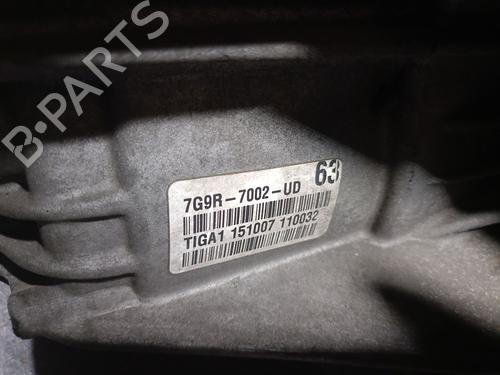 B-PARTS
63
7G9R-7002-UD
TIGA1 151007 110032